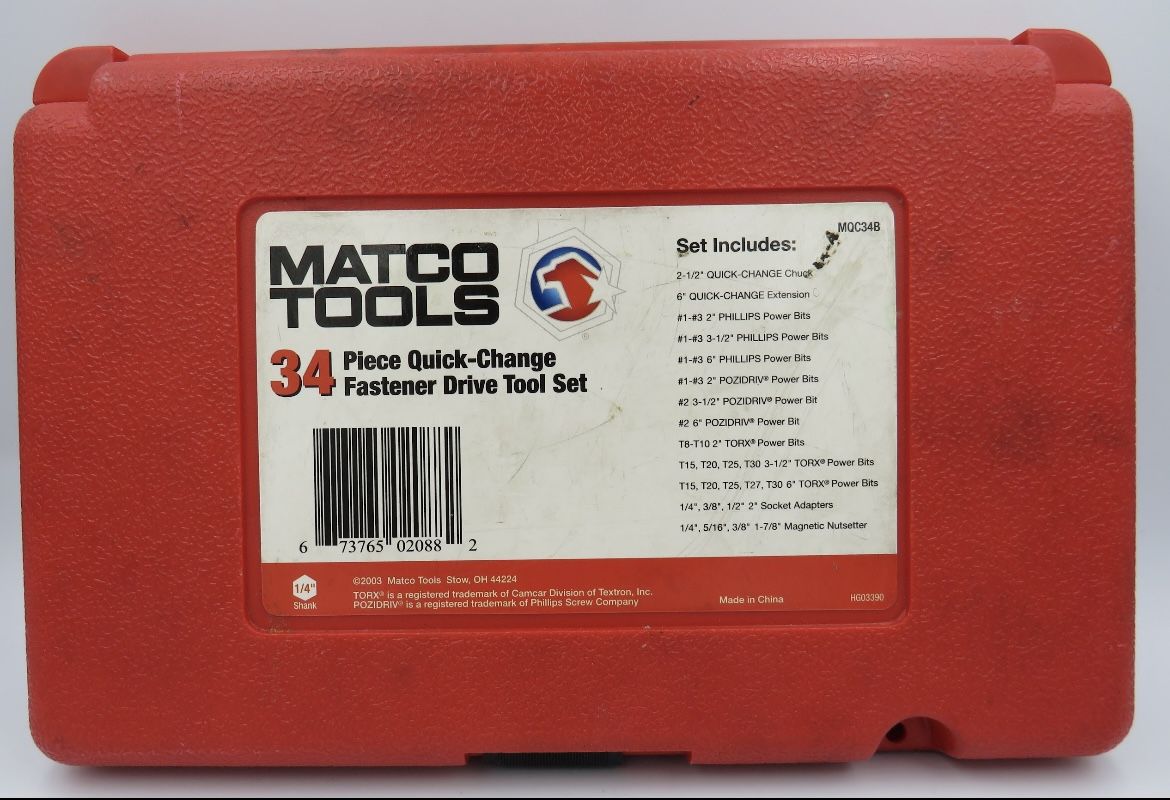 MATCO
TOOLS
®
34 Piece Quick-Change
Fastener Drive Tool Set
6 73765 02088 2
MQC34B
Set Includes:
2-1/2" QUICK-CHANGE Chuck
6" QUICK-CHANGE Extension
#1-#3 2" PHILLIPS Power Bits
#1-#3 3-1/2" PHILLIPS Power Bits
#1-#3 6" PHILLIPS Power Bits
#1-#3 2" POZIDRIV® Power Bits
#2 3-1/2" POZIDRIV® Power Bit
#2 6" POZIDRIV® Power Bit
T8-T10 2" TORX® Power Bits
T15, T20, T25, T30 3-1/2" TORX® Power Bits
T15, T20, T25, T27, T30 6" TORX® Power Bits
1/4", 3/8", 1/2" 2" Socket Adapters
1/4", 5/16", 3/8" 1-7/8" Magnetic Nutsetter
1/4"
Shank
©2003 Matco Tools Stow, OH 44224
TORX® is a registered trademark of Camcar Division of Textron, Inc.
POZIDRIV® is a registered trademark of Phillips Screw Company
Made in China
HG03390